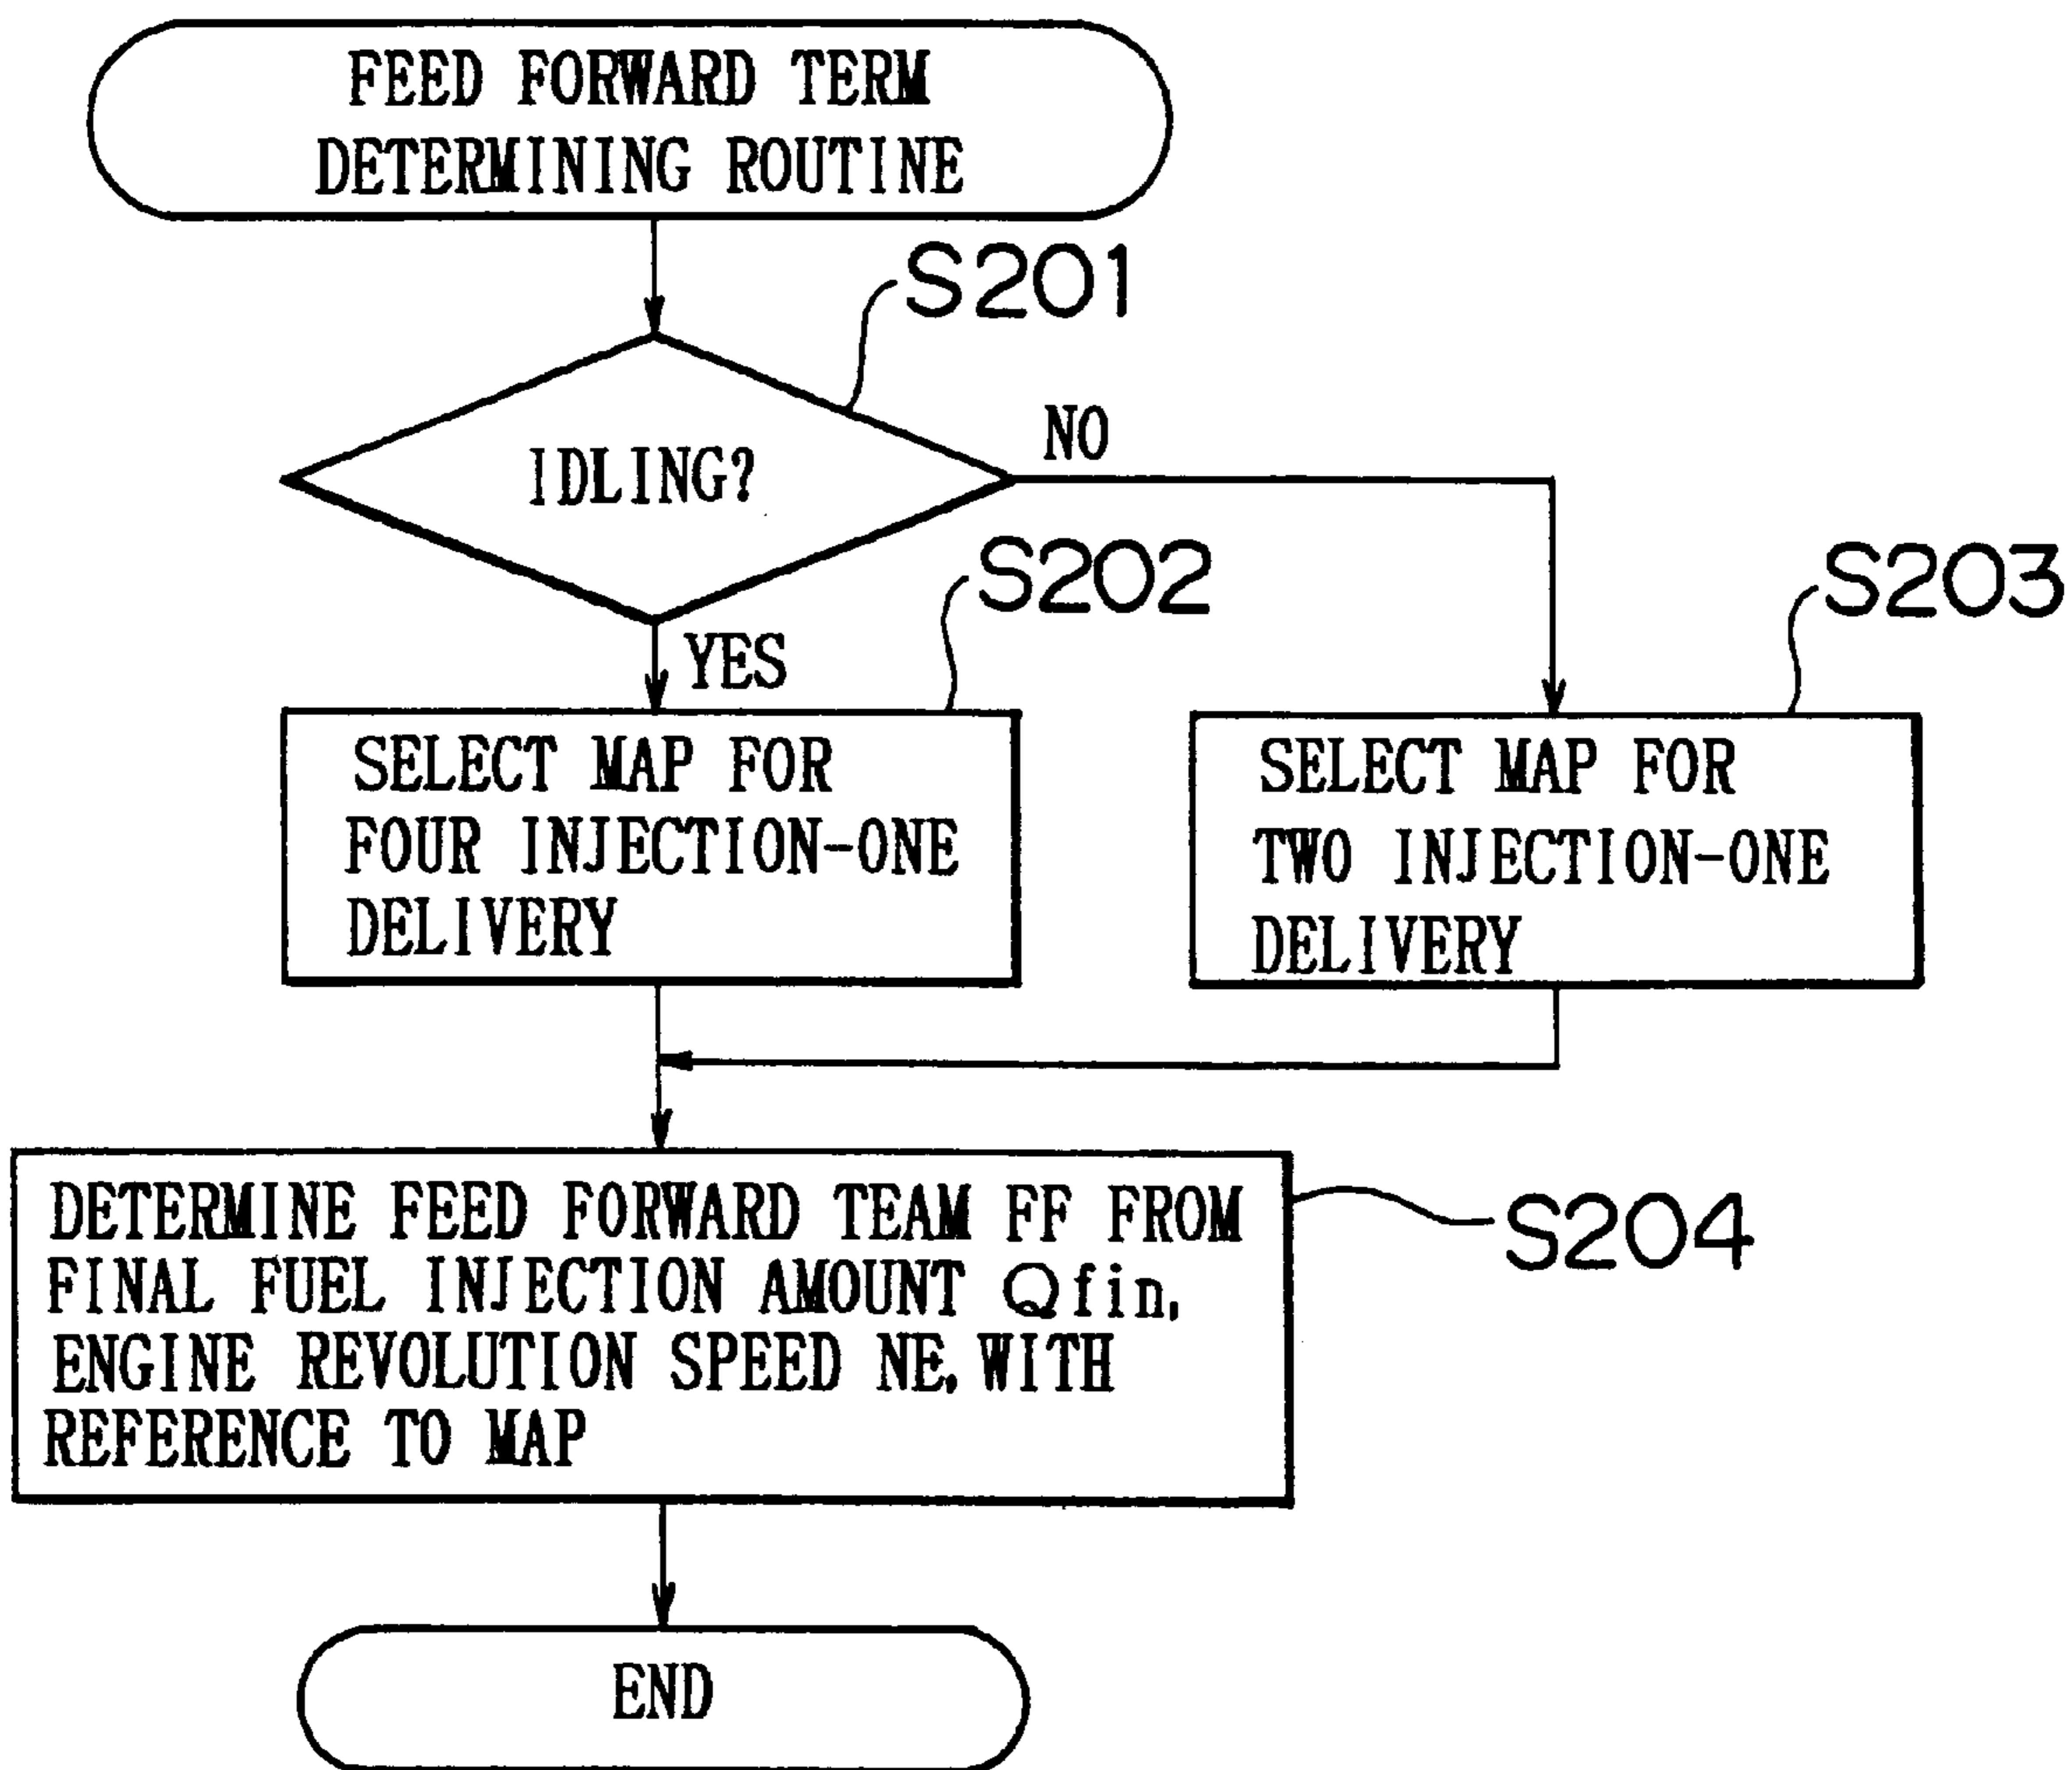 FEED FORWARD TERM
DETERMINING ROUTINE
S201
IDLING?
NO
YES
S202
SELECT MAP FOR
FOUR INJECTION-ONE
DELIVERY
S203
SELECT MAP FOR
TWO INJECTION-ONE
DELIVERY
DETERMINE FEED FORWARD TEAM FF FROM
FINAL FUEL INJECTION AMOUNT Qfin,
ENGINE REVOLUTION SPEED NE, WITH
REFERENCE TO MAP
S204
END